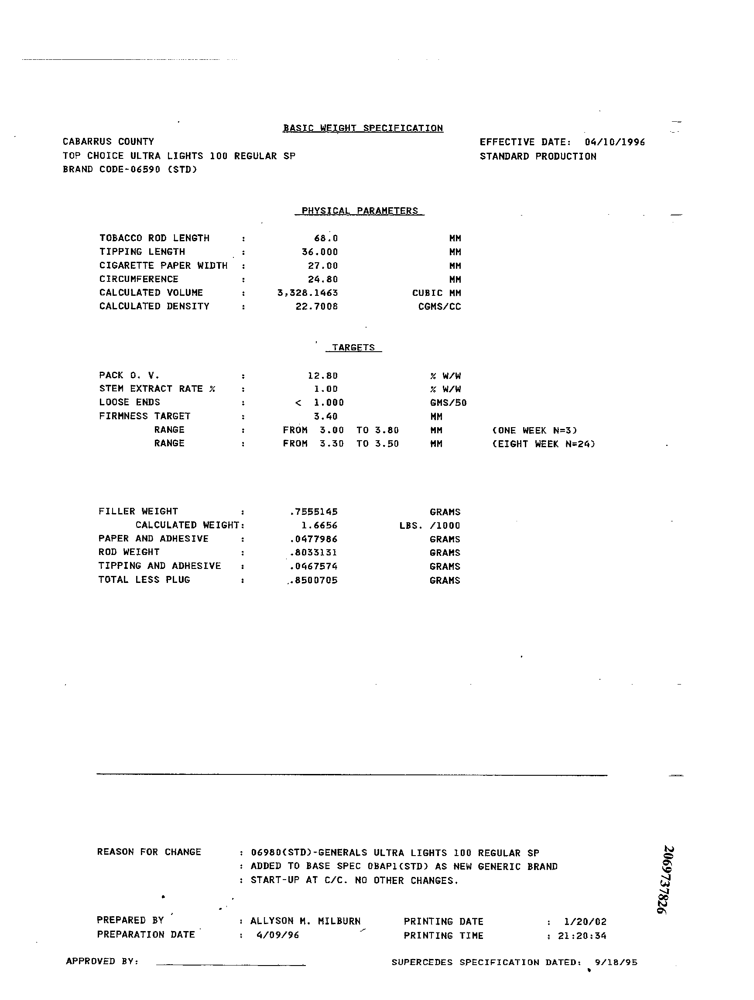 BASIC WEIGHT SPECIFICATION
CABARRUS COUNTY EFFECTIVE DATE: 04/10/1996
TOP CHOICE ULTRA LIGHTS 100 REGULAR SP STANDARD PRODUCTION
BRAND CODE-06590 (STD)
PHYSICAL PARAMETERS
TOBACCO ROD LENGTH : 68.0 MM
TIPPING LENGTH : 36.000 MM
CIGARETTE PAPER WIDTH : 27.00 MM
CIRCUMFERENCE : 24.80 MM
CALCULATED VOLUME : 3,328.1463 CUBIC MM
CALCULATED DENSITY : 22.7008 CGMS/CC
TARGETS
PACK O. V. : 12.80 % W/W
STEM EXTRACT RATE % : 1.00 % W/W
LOOSE ENDS : < 1.000 GMS/50
FIRMNESS TARGET : 3.40 MM
RANGE : FROM 3.00 TO 3.80 MM (ONE WEEK N=3)
RANGE : FROM 3.30 TO 3.50 MM (EIGHT WEEK N=24)
FILLER WEIGHT : .7555145 GRAMS
CALCULATED WEIGHT: 1.6656 LBS. /1000
PAPER AND ADHESIVE : .0477986 GRAMS
ROD WEIGHT : .8033131 GRAMS
TIPPING AND ADHESIVE : .0467574 GRAMS
TOTAL LESS PLUG : .8500705 GRAMS
REASON FOR CHANGE : 06980(STD)-GENERALS ULTRA LIGHTS 100 REGULAR SP
: ADDED TO BASE SPEC 0BAP1(STD) AS NEW GENERIC BRAND
: START-UP AT C/C. NO OTHER CHANGES.
PREPARED BY : ALLYSON M. MILBURN PRINTING DATE : 1/20/02
PREPARATION DATE : 4/09/96 PRINTING TIME : 21:20:34
APPROVED BY: SUPERCEDES SPECIFICATION DATED: 9/18/95
2069737826